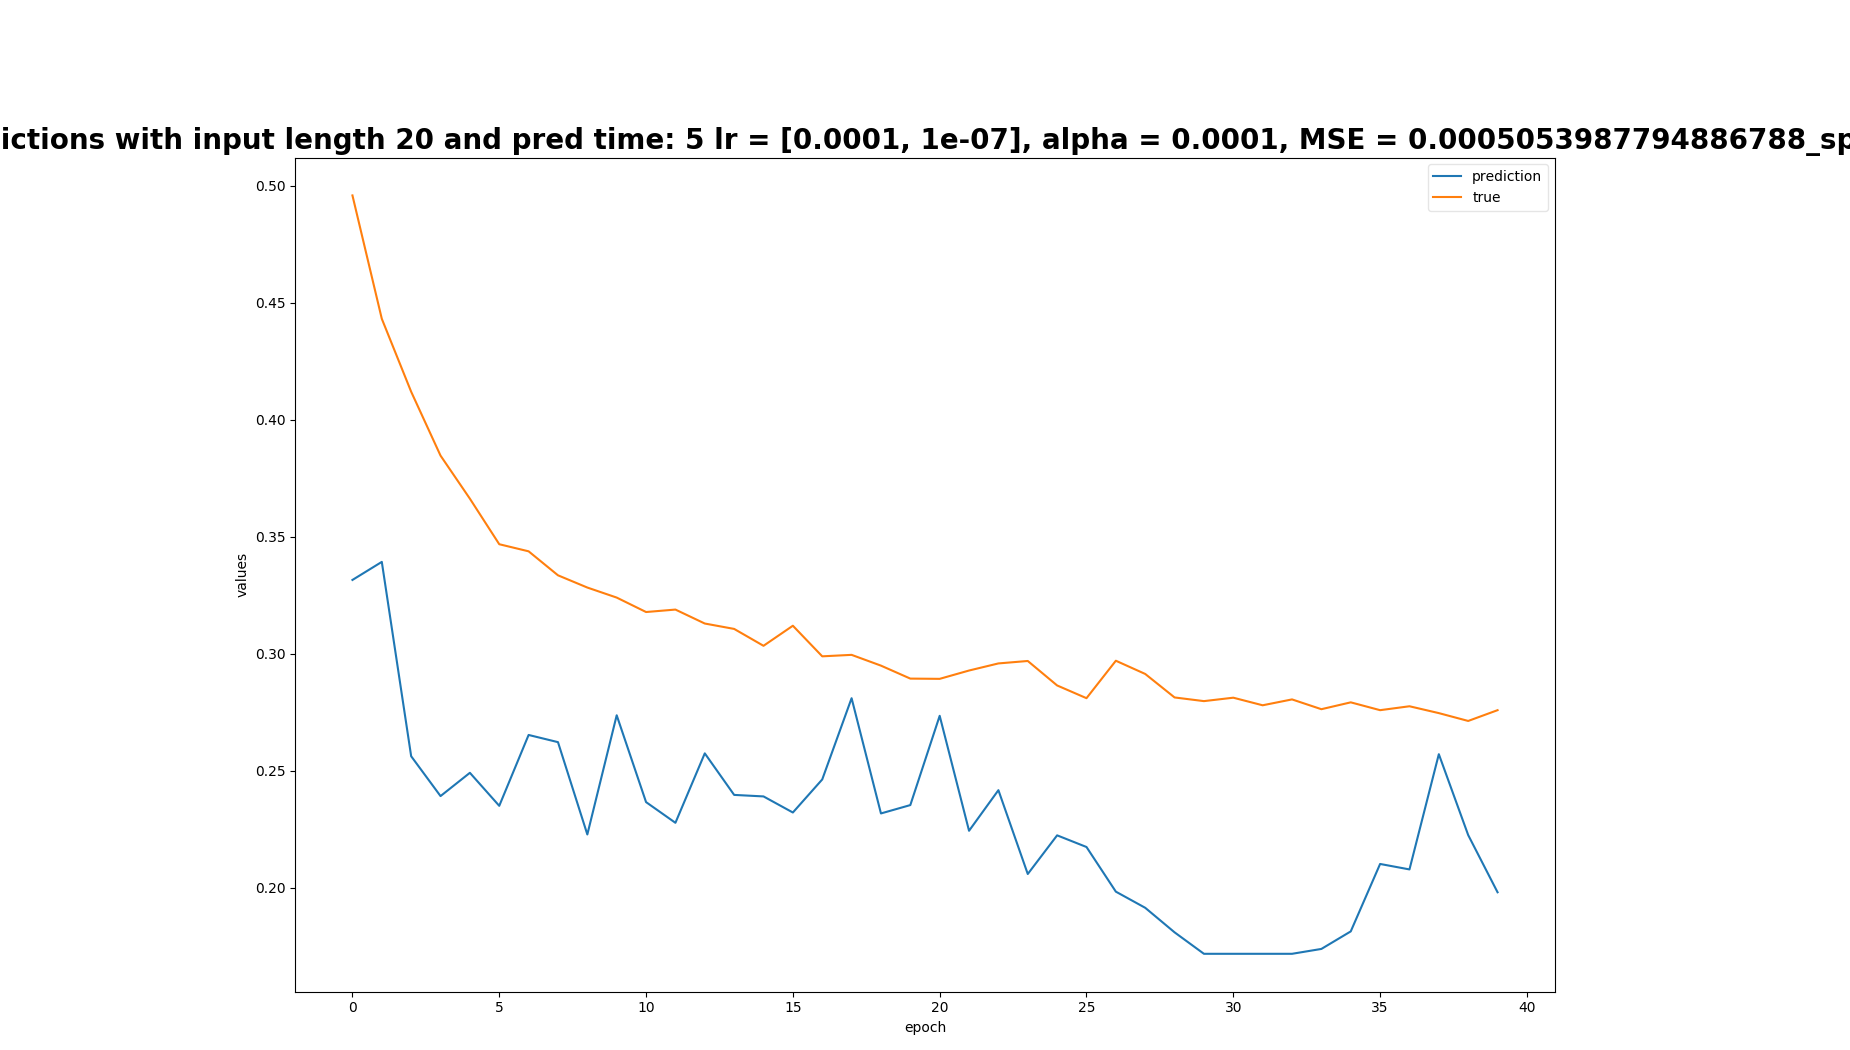 ictions with input length 20 and pred time: 5 lr = [0.0001, 1e-07], alpha = 0.0001, MSE = 0.0005053987794886788_sp
prediction
true
0.50
0.45
0.40
0.35
0.30
0.25
0.20
values
0 5 10 15 20 25 30 35 40
epoch